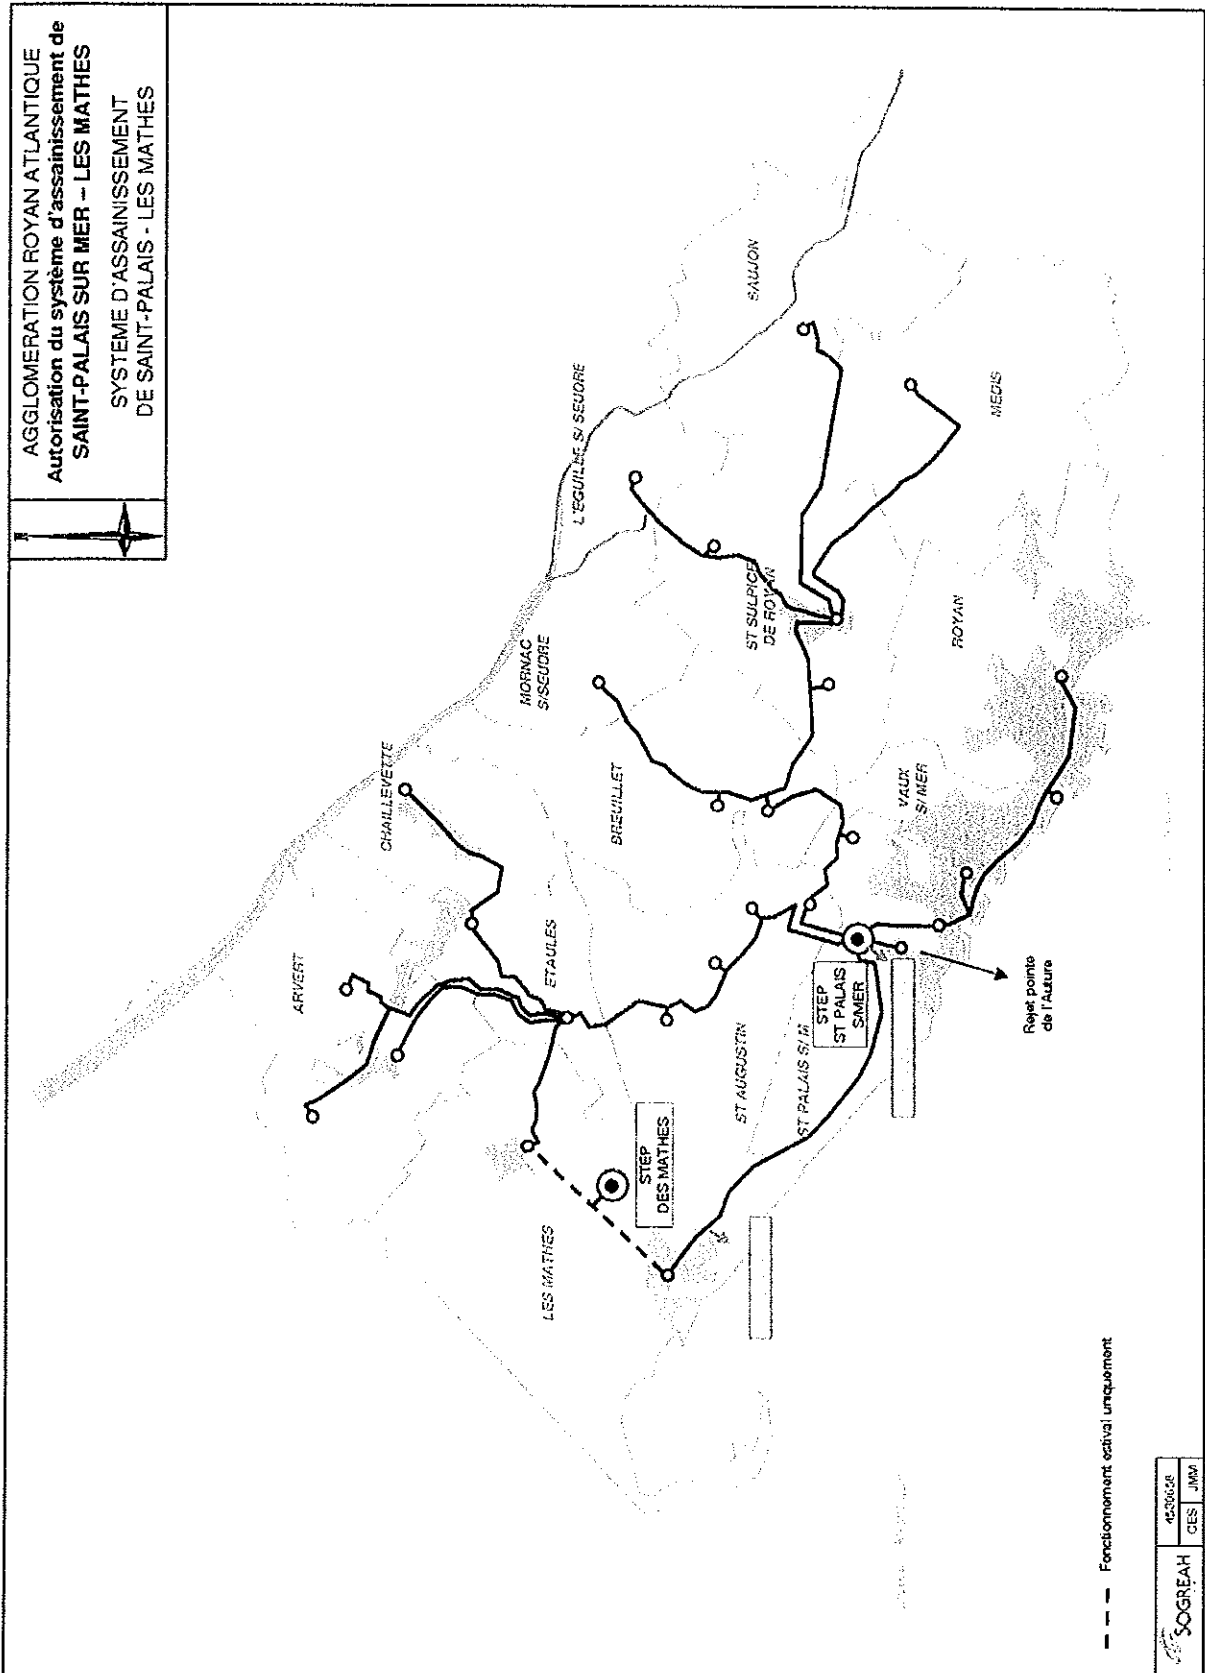 AGGLOMERATION ROYAN ATLANTIQUE
Autorisation du système d'assainissement de
SAINT-PALAIS SUR MER – LES MATHES
SYSTEME D'ASSAINISSEMENT
DE SAINT-PALAIS - LES MATHES
N
ARVERT
CHAILLEVETTE
MORNAC
S/SEUDRE
L'EGUILLE S/ SEUDRE
SAUJON
LES MATHES
ETAULES
BREUILLET
ST SULPICE
DE ROYAN
MEDIS
STEP
DES MATHES
ST AUGUSTIN
ST PALAIS S/ M
STEP
ST PALAIS
S/MER
VAUX
S/ MER
ROYAN
Rejet pointe
de l'Auture
Fonctionnement estival uniquement
SOGREAH
CES
JMM